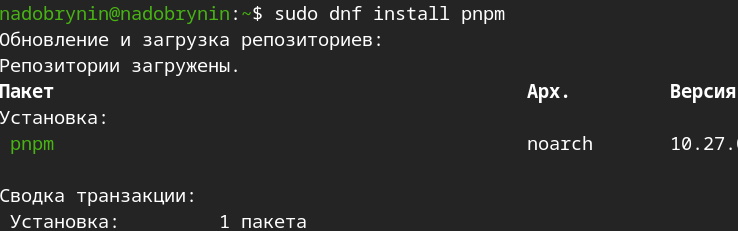 nadobrynin@nadobrynin:~$ sudo dnf install pnpm
Обновление и загрузка репозиториев:
Репозитории загружены.
Пакет Арх. Версия
Установка:
pnpm noarch 10.27.
Сводка транзакции:
Установка: 1 пакета